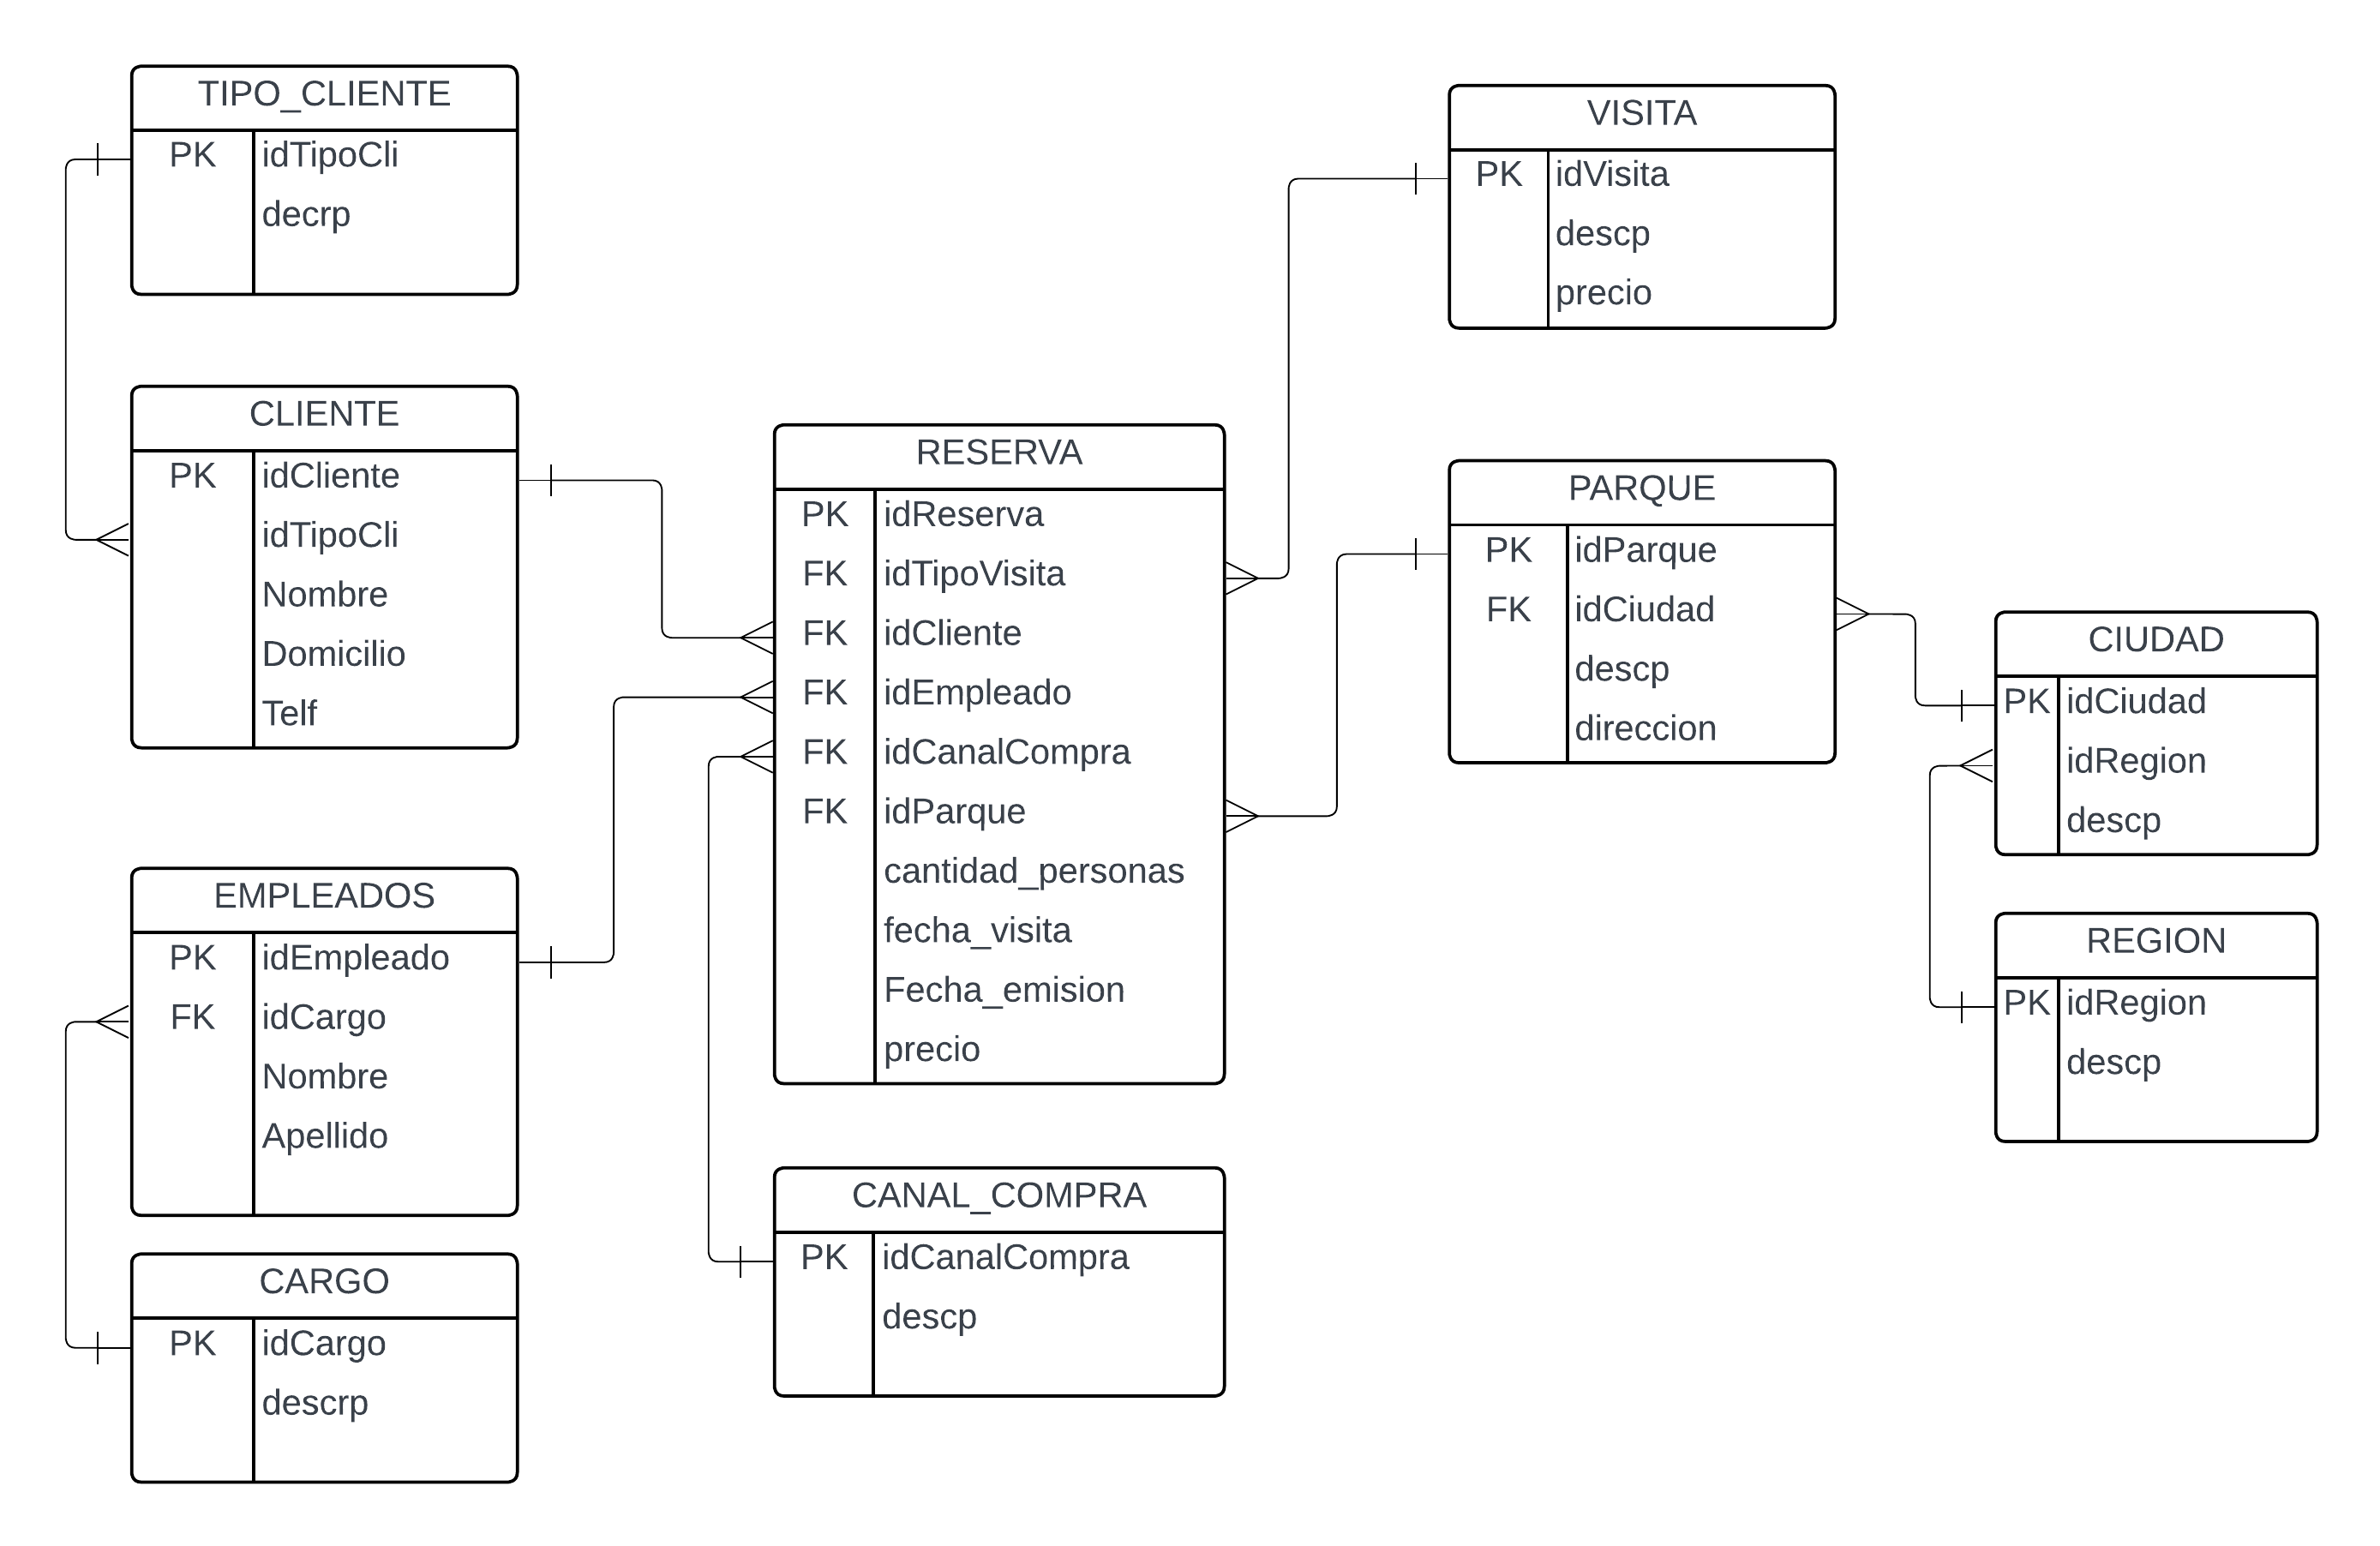 TIPO_CLIENTE
PK idTipoCli
decrp
CLIENTE
PK idCliente
idTipoCli
Nombre
Domicilio
Telf
EMPLEADOS
PK idEmpleado
FK idCargo
Nombre
Apellido
CARGO
PK idCargo
descrp
RESERVA
PK idReserva
FK idTipoVisita
FK idCliente
FK idEmpleado
FK idCanalCompra
FK idParque
cantidad_personas
fecha_visita
Fecha_emision
precio
CANAL_COMPRA
PK idCanalCompra
descp
VISITA
PK idVisita
descp
precio
PARQUE
PK idParque
FK idCiudad
descp
direccion
CIUDAD
PK idCiudad
idRegion
descp
REGION
PK idRegion
descp